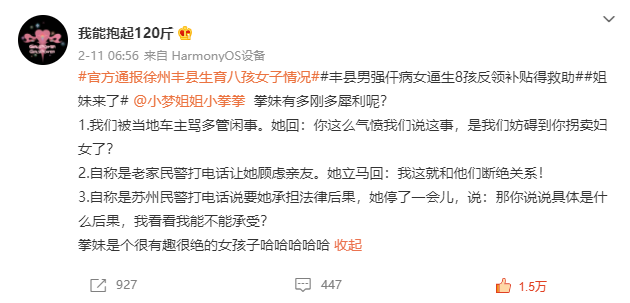 我能抱起120斤
2-11 06:56 来自 HarmonyOS设备
#官方通报徐州丰县生育八孩女子情况##丰县男强仠病女逼生8孩反领补贴得救助##姐
妹来了# @小梦姐姐小拳拳 拳妹有多刚多犀利呢？
1.我们被当地车主骂多管闲事。她回：你这么气愤我们说这事，是我们妨碍到你拐卖妇
女了？
2.自称是老家民警打电话让她顾虑亲友。她立马回：我这就和他们断绝关系！
3.自称是苏州民警打电话说要她承担法律后果，她停了一会儿，说：那你说说具体是什
么后果，我看看我能不能承受？
拳妹是个很有趣很绝的女孩子哈哈哈哈哈 收起
927 447 1.5万